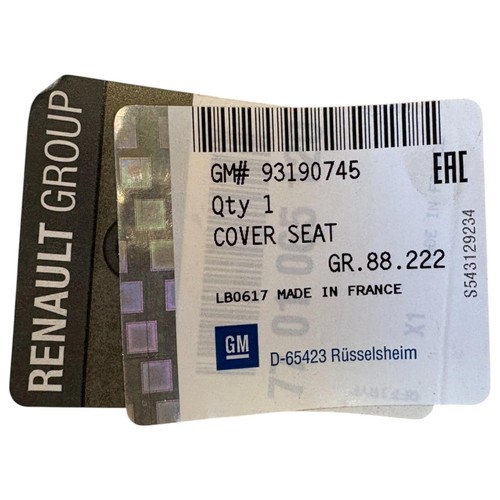 RENAULT GROUP
GM# 93190745
EAC
Qty 1
COVER SEAT
GR.88.222
LB0617 MADE IN FRANCE
GM
D-65423 Rüsselsheim
S543129234
X1